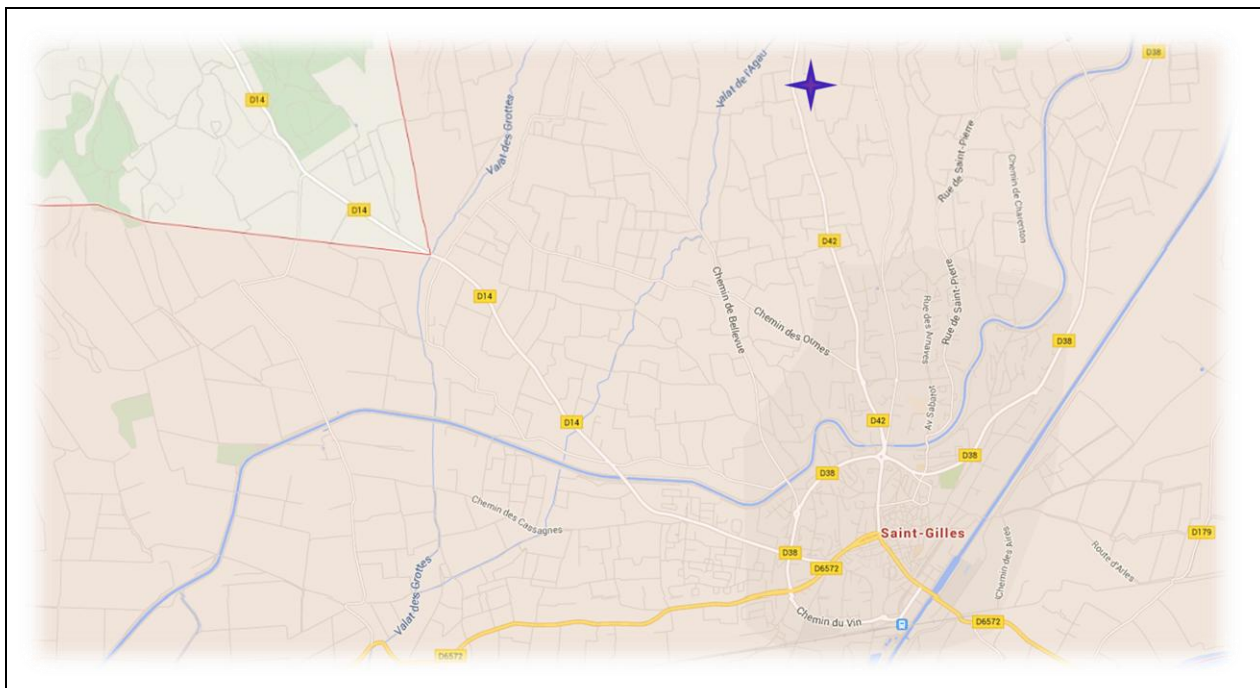 D38
Valat de l'Agau
D14
Valat des Grottes
Rue de Saint-Pierre
Chemin de Charenton
D14
D42
D14
Chemin de Bellevue
Rue de Saint-Pierre
Chemin des Olmes
Rue des Amaves
D38
Av Sabatot
D14
D42
D38
D38
Chemin des Cassagnes
Saint-Gilles
D179
D38
Chemin des Aires
Route d'Arles
D6572
Valat des Grottes
Chemin du Vin
D6572
D6572